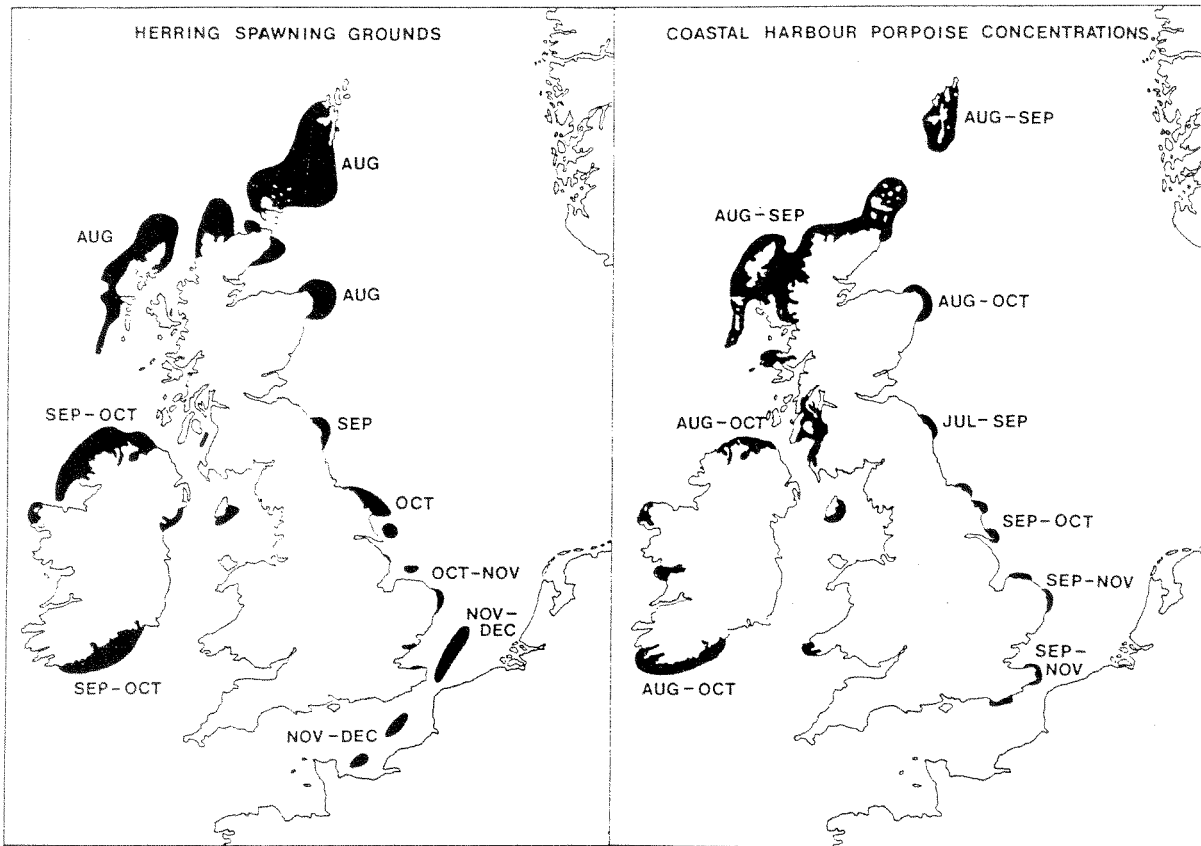 HERRING SPAWNING GROUNDS
AUG
AUG
AUG
SEP-OCT
SEP
OCT
OCT-NOV
NOV-
DEC
SEP-OCT
NOV-DEC
COASTAL HARBOUR PORPOISE CONCENTRATIONS
AUG-SEP
AUG-SEP
AUG-OCT
AUG-OCT
JUL-SEP
SEP-OCT
SEP-NOV
SEP-
NOV
AUG-OCT